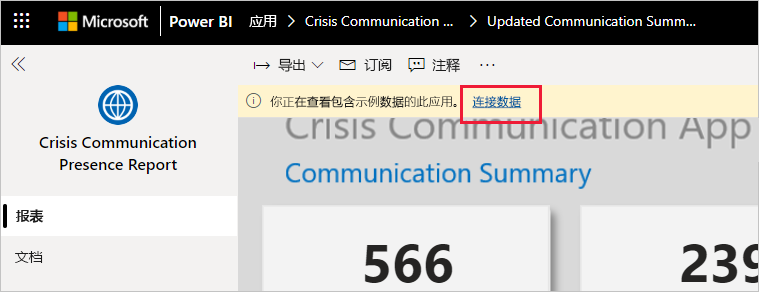 Microsoft Power BI 应用 > Crisis Communication ... > Updated Communication Summ...
导出 订阅 注释 ...
你正在查看包含示例数据的此应用。 连接数据
Crisis Communication Presence Report
Crisis Communication App
Communication Summary
报表
文档
566
239